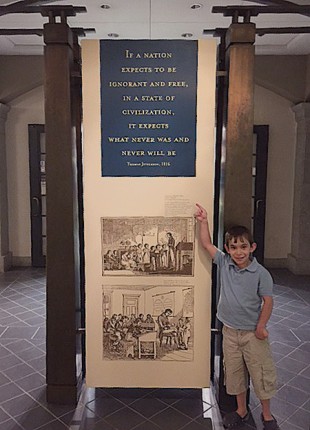 IF A NATION
EXPECTS TO BE
IGNORANT AND FREE,
IN A STATE OF
CIVILIZATION,
IT EXPECTS
WHAT NEVER WAS AND
NEVER WILL BE
THOMAS JEFFERSON, 1816